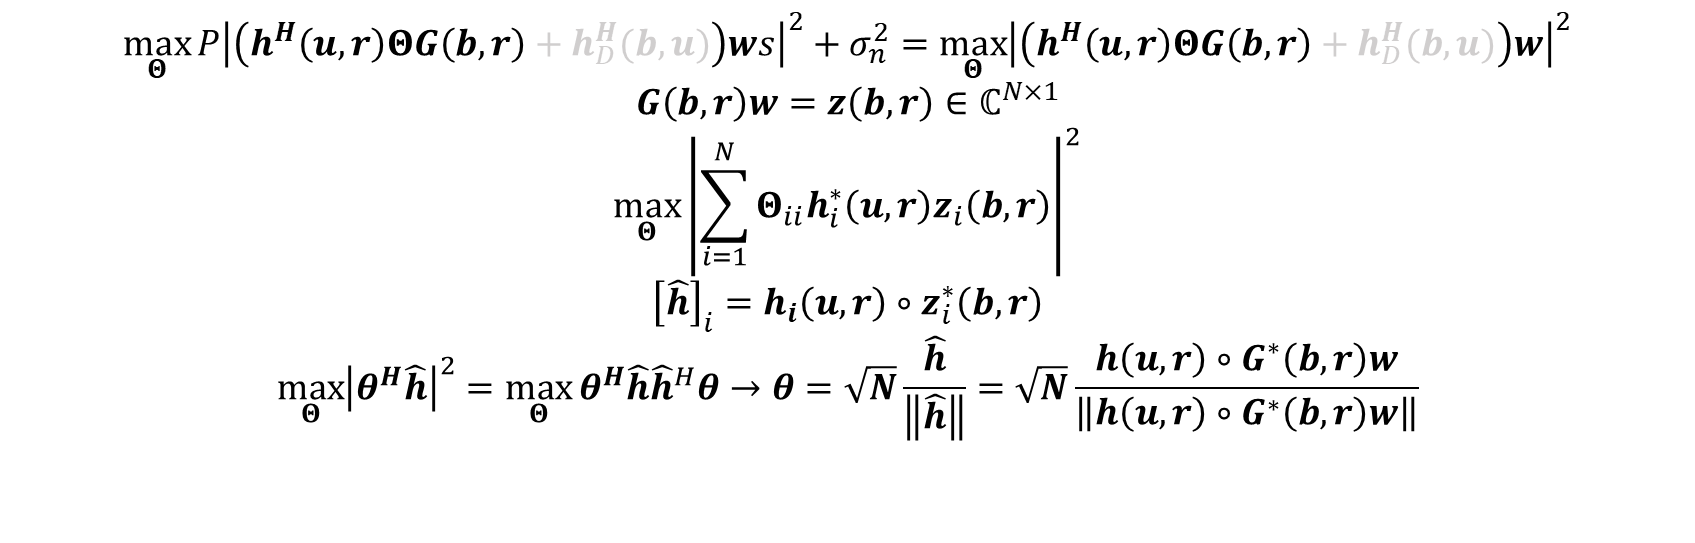 max_Θ P|(h^H(u, r)ΘG(b, r) + h_D^H(b, u))ws|^2 + σ_n^2 = max_Θ |(h^H(u, r)ΘG(b, r) + h_D^H(b, u))w|^2
G(b, r)w = z(b, r) ∈ ℂ^{N×1}
max_Θ |∑_{i=1}^{N} Θ_{ii} h_i^*(u, r) z_i(b, r)|^2
[ĥ]_i = h_i(u, r) ∘ z_i^*(b, r)
max_Θ |θ^H ĥ|^2 = max_Θ θ^H ĥ ĥ^H θ → θ = √N ĥ/‖ĥ‖ = √N (h(u, r) ∘ G^*(b, r)w)/‖h(u, r) ∘ G^*(b, r)w‖